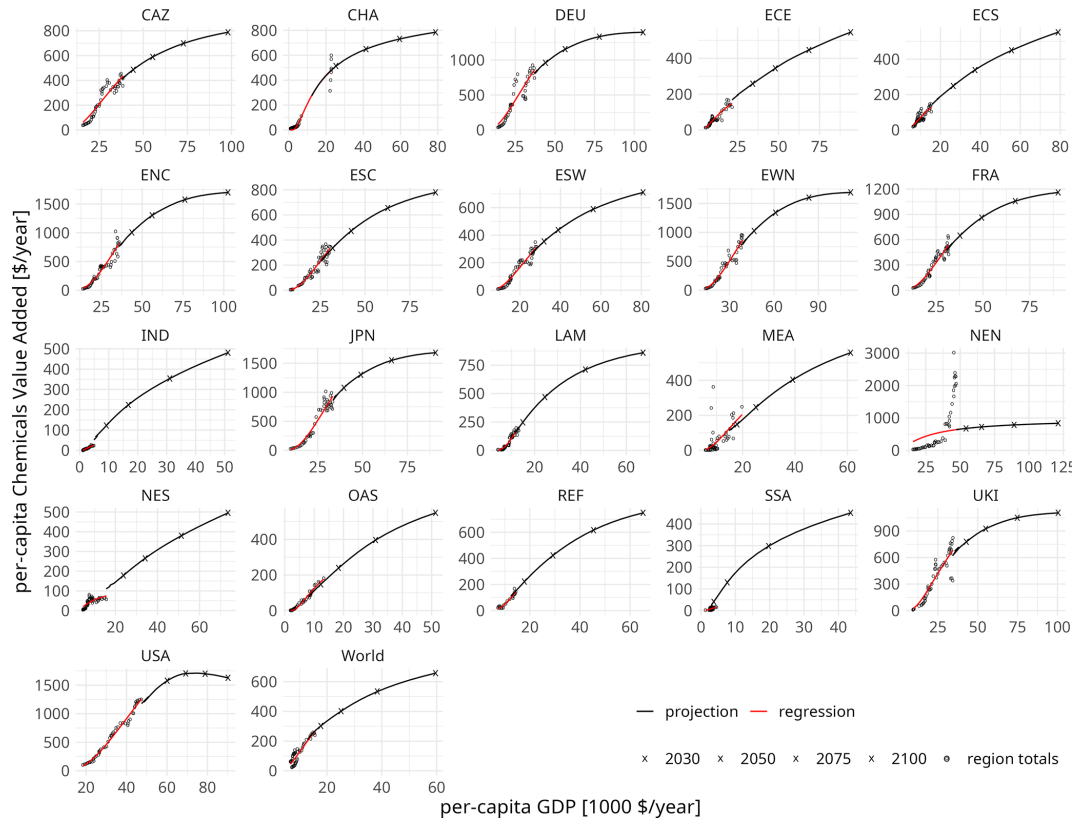 CAZ CHA DEU ECE ECS
800 600 400 200 0
800 600 400 200 0
1000 500 0
400 200 0
400 200 0
25 50 75 100
0 20 40 60 80
25 50 75 100
25 50 75
20 40 60 80
ENC ESC ESW EWN FRA
1500 1000 500 0
800 600 400 200 0
600 400 200 0
1500 1000 500 0
1200 900 600 300 0
20 40 60 80 100
25 50 75
20 40 60 80
30 60 90
25 50 75
per-capita Chemicals Value Added [$/year]
IND JPN LAM MEA NEN
500 400 300 200 100 0
1500 1000 500 0
750 500 250 0
400 200 0
3000 2000 1000 0
0 10 20 30 40 50
25 50 75
20 40 60
0 20 40 60
25 50 75 100 125
NES OAS REF SSA UKI
500 400 300 200 100 0
400 200 0
750 500 250 0
400 300 200 100 0
900 600 300 0
20 40 60
0 10 20 30 40 50
20 40 60
0 10 20 30 40
25 50 75 100
USA World
1500 1000 500 0
600 400 200 0
20 40 60 80
20 40 60
projection regression
2030 2050 2075 2100 region totals
per-capita GDP [1000 $/year]